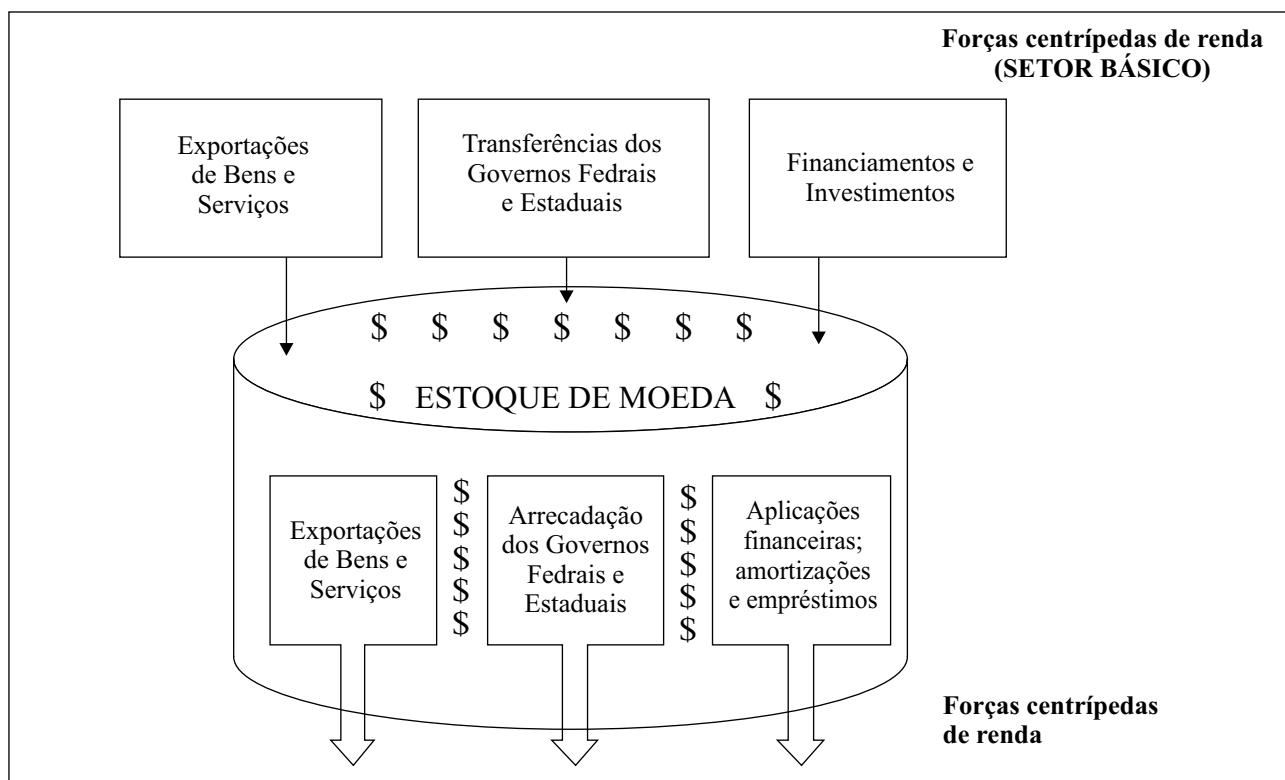 Forças centrípedas de renda
(SETOR BÁSICO)
Exportações
de Bens e
Serviços
Transferências dos
Governos Fedrais
e Estaduais
Financiamentos e
Investimentos
$ $ $ $ $ $ $
$ ESTOQUE DE MOEDA $
Exportações
de Bens e
Serviços
$
$
$
$
$
Arrecadação
dos Governos
Fedrais e
Estaduais
$
$
$
$
$
Aplicações
financeiras;
amortizações
e empréstimos
Forças centrípedas
de renda